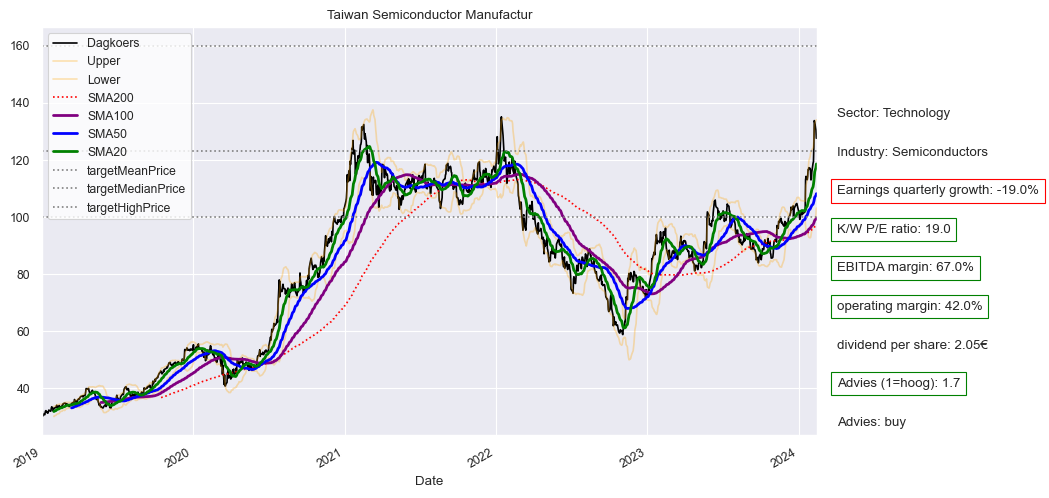 Taiwan Semiconductor Manufactur
160
140
120
100
80
60
40
Dagkoers
Upper
Lower
SMA200
SMA100
SMA50
SMA20
targetMeanPrice
targetMedianPrice
targetHighPrice
2019
2020
2021
2022
2023
2024
Date
Sector: Technology
Industry: Semiconductors
Earnings quarterly growth: -19.0%
K/W P/E ratio: 19.0
EBITDA margin: 67.0%
operating margin: 42.0%
dividend per share: 2.05€
Advies (1=hoog): 1.7
Advies: buy